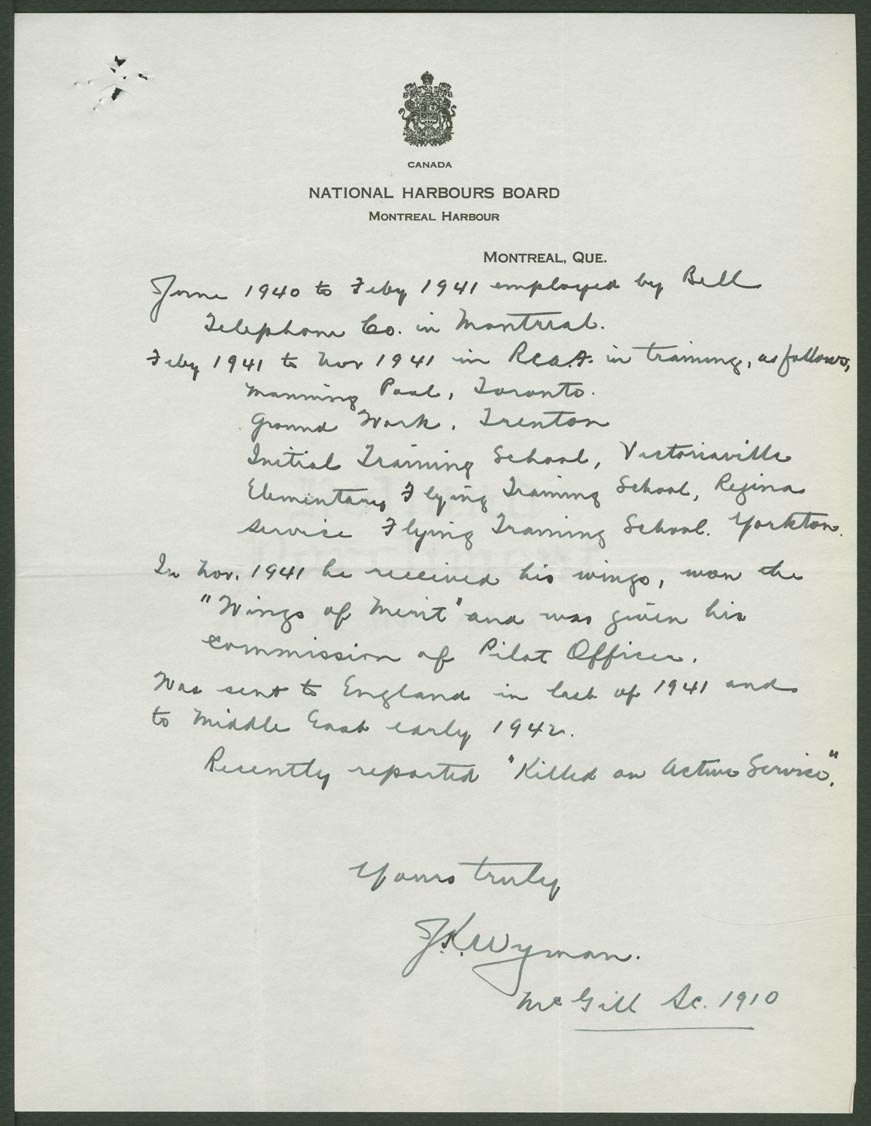 CANADA
NATIONAL HARBOURS BOARD
MONTREAL HARBOUR
MONTREAL, QUE.
June 1940 to Feby 1941 employed by Bell
Telephone Co. in Montreal.
Feby 1941 to Nov 1941 in R.C.A.F. in training, as follows,
Manning Pool, Toronto.
Ground Work, Trenton
Initial Training School, Victoriaville
Elementary Flying Training School, Regina
Service Flying Training School. Yorkton.
In Nov. 1941 he received his wings, won the
"Wings of Merit" and was given his
commission of Pilot Officer.
Was sent to England in last of 1941 and
to Middle East early 1942.
Recently reported "Killed on Active Service".
Yours truly
J.K. Wyman.
McGill Sc. 1910